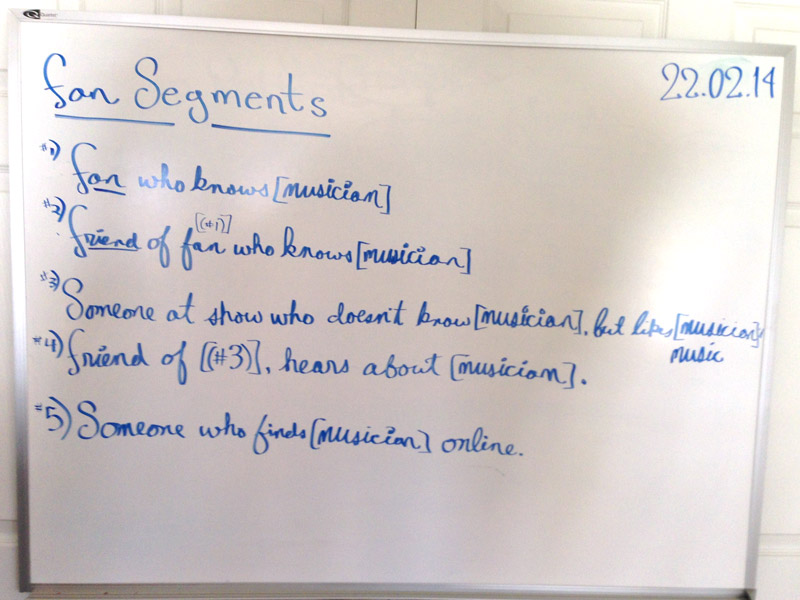 Fan Segments
22.02.14
#1) fan who knows [musician]
[(#1)]
#2) friend of fan who knows [musician]
#3) Someone at show who doesn't know [musician], but likes [musician]'
music
#4) friend of [(#3)], hears about [musician].
#5) Someone who finds [musician] online.